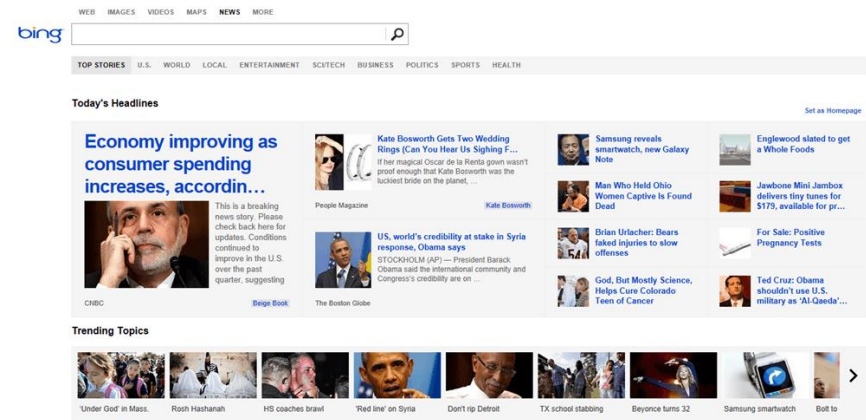 WEB IMAGES VIDEOS MAPS NEWS MORE
bing
TOP STORIES U.S. WORLD LOCAL ENTERTAINMENT SCI/TECH BUSINESS POLITICS SPORTS HEALTH
Today's Headlines
Set as Homepage
Economy improving as
consumer spending
increases, accordin...
This is a breaking
news story. Please
check back here for
updates. Conditions
continued to
improve in the U.S.
over the past
quarter, suggesting
CNBC
Beige Book
Kate Bosworth Gets Two Wedding
Rings (Can You Hear Us Sighing F...
If her magical Oscar de la Renta gown wasn't
proof enough that Kate Bosworth was the
luckiest bride on the planet, ...
People Magazine
Kate Bosworth
US, world's credibility at stake in Syria
response, Obama says
STOCKHOLM (AP) — President Barack
Obama said the international community and
Congress's credibility are on ...
The Boston Globe
Samsung reveals
smartwatch, new Galaxy
Note
Man Who Held Ohio
Women Captive Is Found
Dead
Brian Urlacher: Bears
faked injuries to slow
offenses
God, But Mostly Science,
Helps Cure Colorado
Teen of Cancer
Englewood slated to get
a Whole Foods
Jawbone Mini Jambox
delivers tiny tunes for
$179, available for pr...
For Sale: Positive
Pregnancy Tests
Ted Cruz: Obama
shouldn't use U.S.
military as 'Al-Qaeda'...
Trending Topics
'Under God' in Mass.
Rosh Hashanah
HS coaches brawl
'Red line' on Syria
Don't rip Detroit
TX school stabbing
Beyonce turns 32
Samsung smartwatch
Bolt to